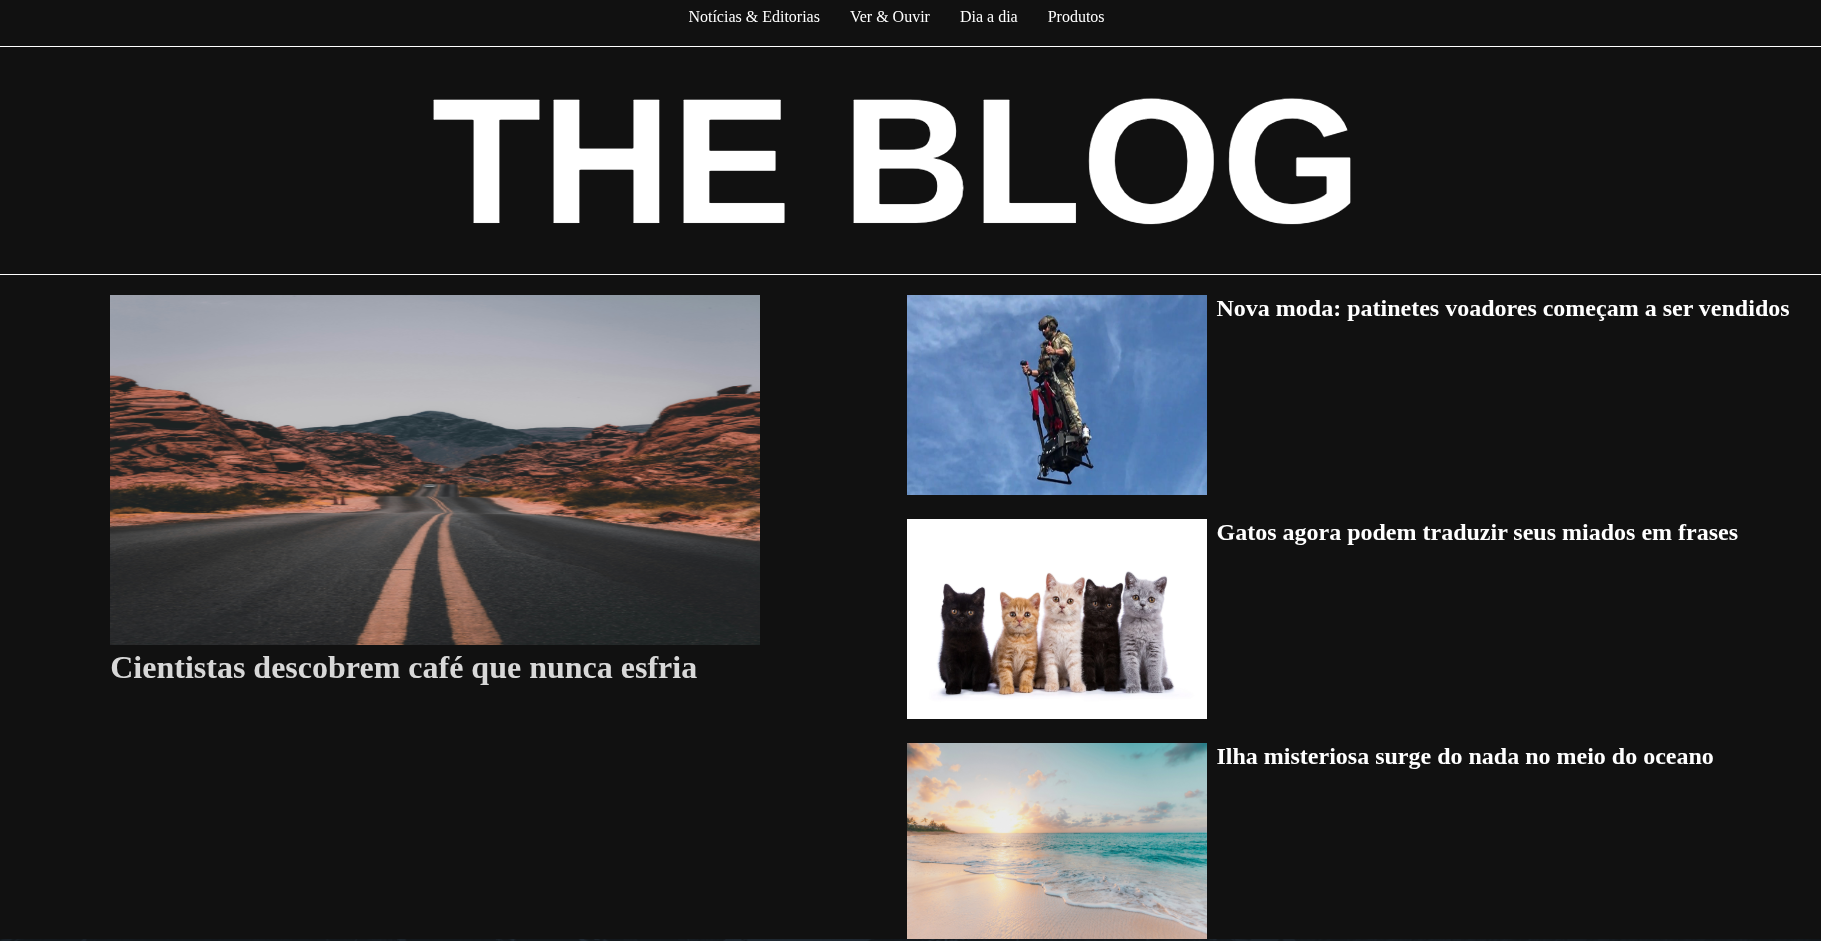 Notícias & Editorias
Ver & Ouvir
Dia a dia
Produtos
THE BLOG
Cientistas descobrem café que nunca esfria
Nova moda: patinetes voadores começam a ser vendidos
Gatos agora podem traduzir seus miados em frases
Ilha misteriosa surge do nada no meio do oceano